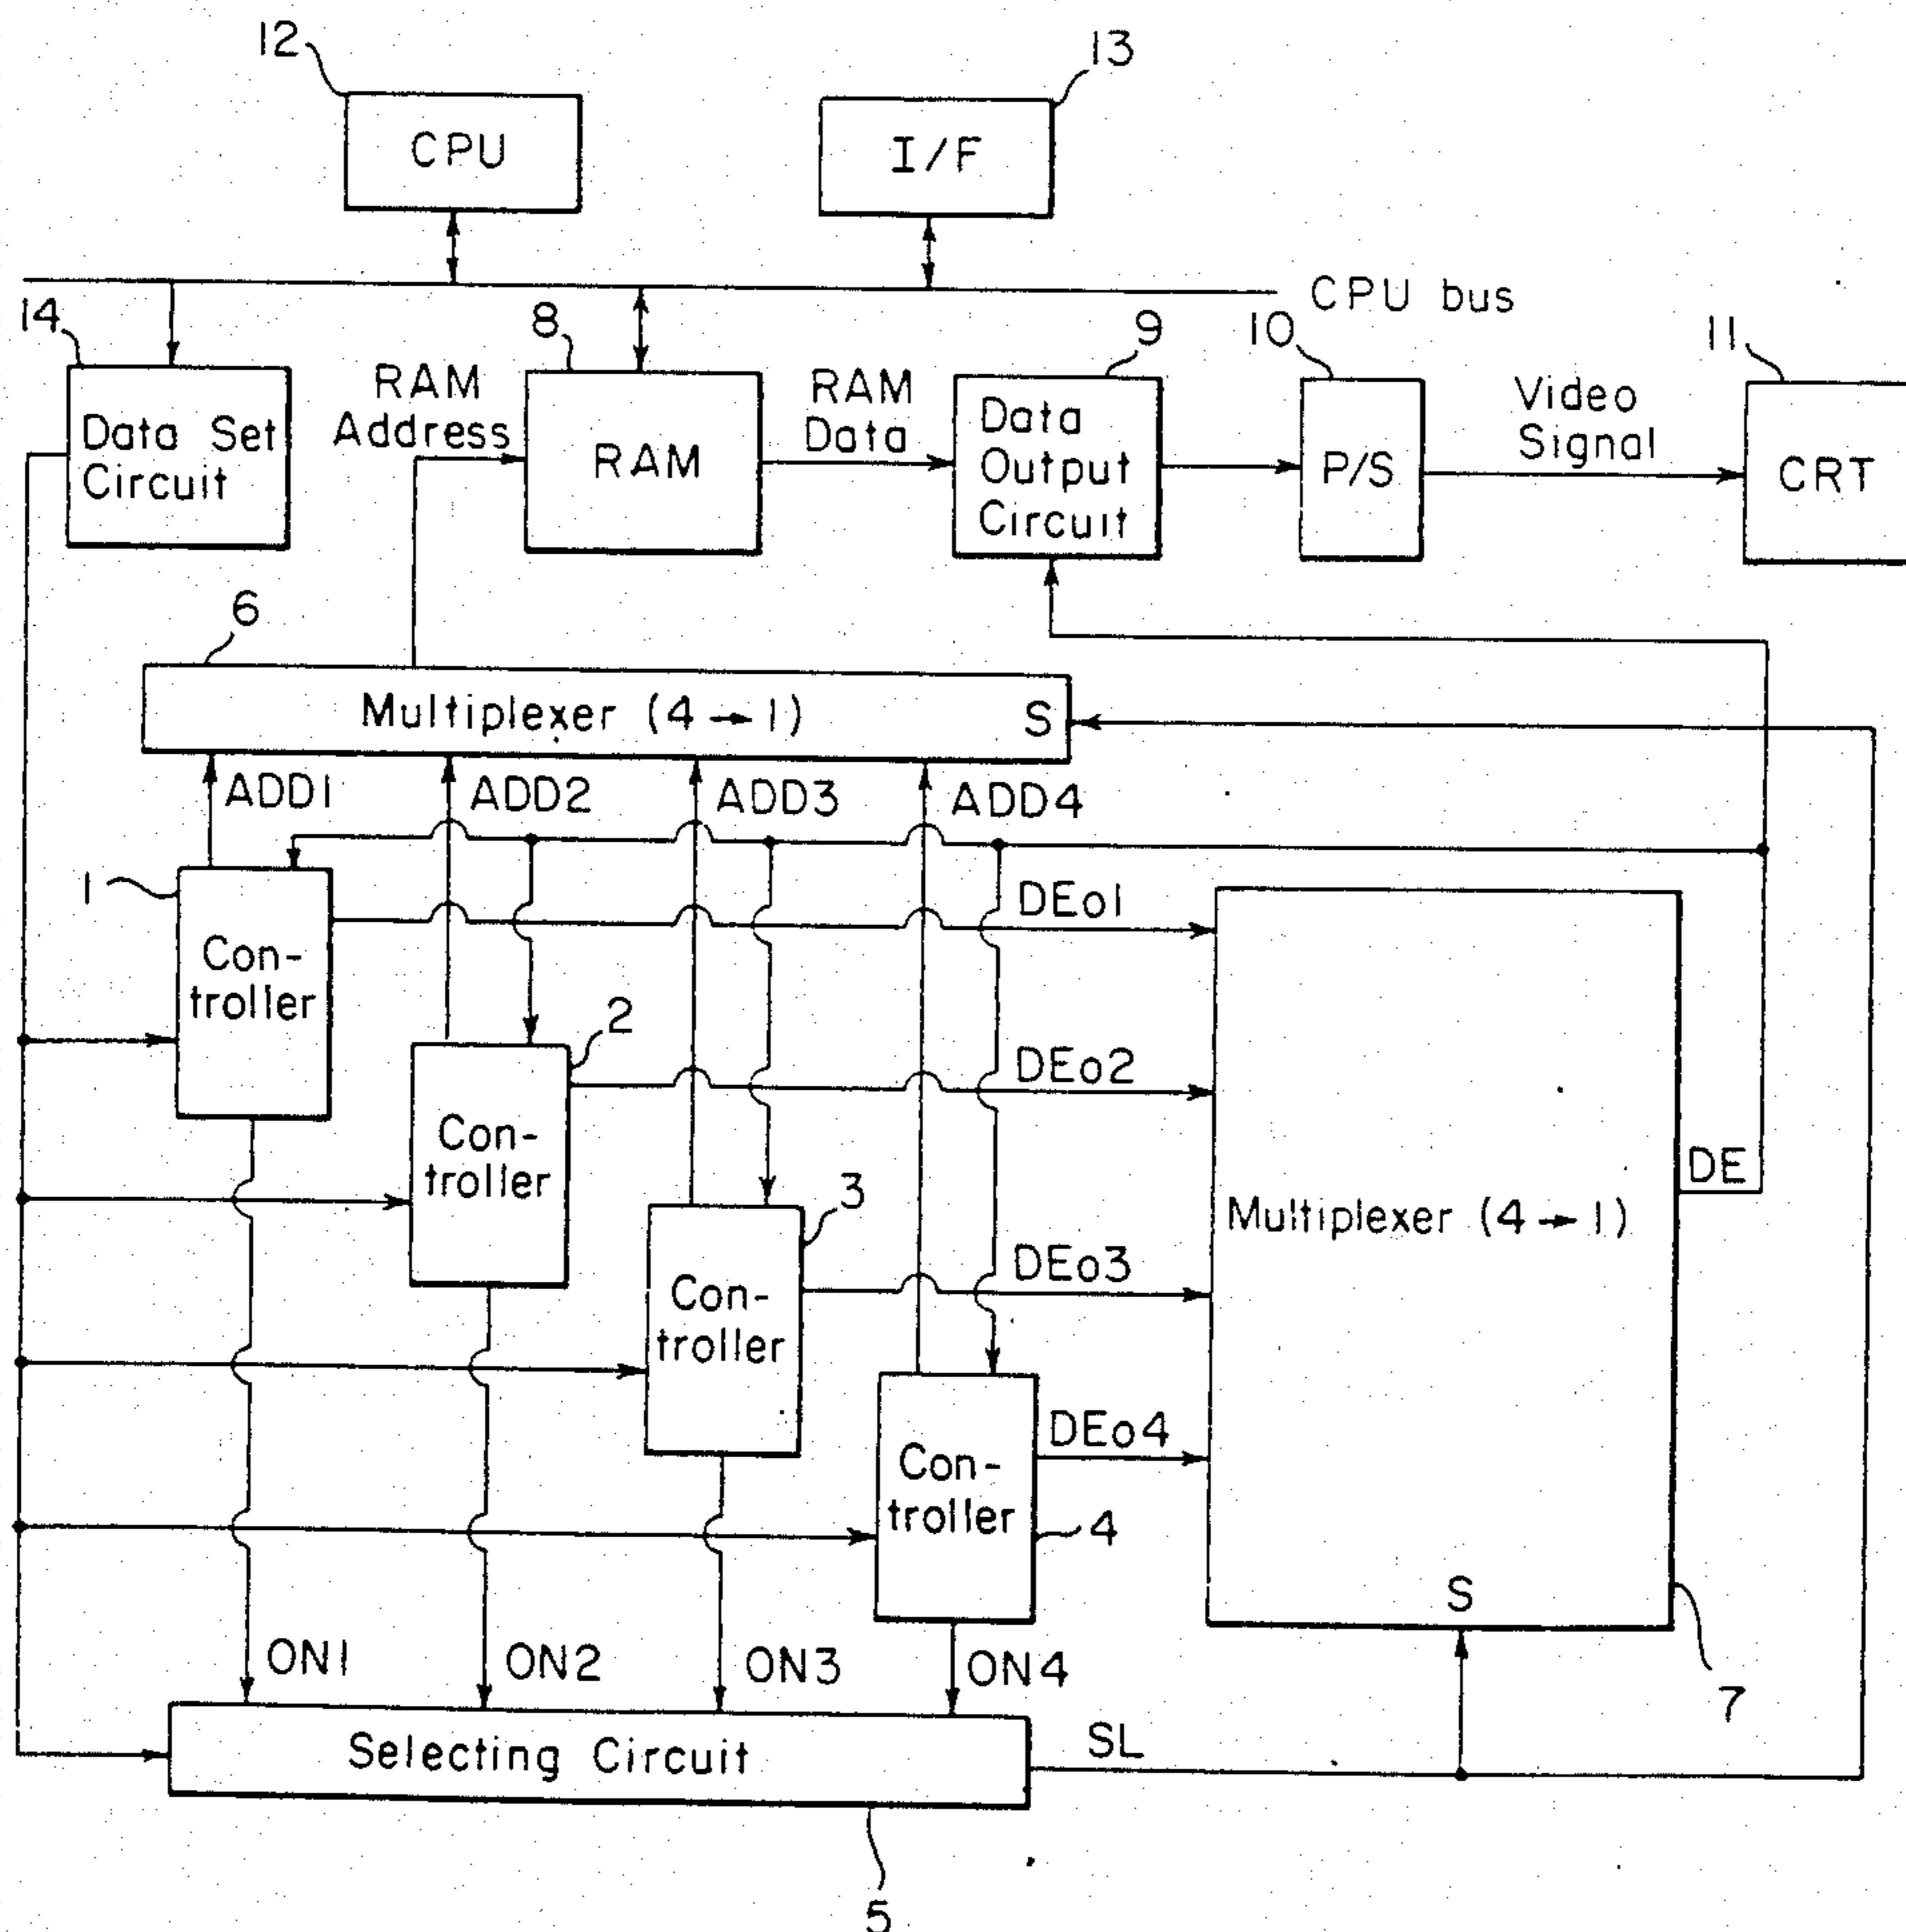 12
13
CPU
I/F
CPU bus
14
8
9
10
11
Data Set
Circuit
RAM
Address
RAM
RAM
Data
Data
Output
Circuit
P/S
Video
Signal
CRT
6
Multiplexer (4→1)
S
ADD1
ADD2
ADD3
ADD4
1
Con-
troller
DEo1
2
Con-
troller
DEo2
DE
Multiplexer (4→1)
3
Con-
troller
DEo3
Con-
troller
DEo4
4
S
7
ON1
ON2
ON3
ON4
Selecting Circuit
SL
5